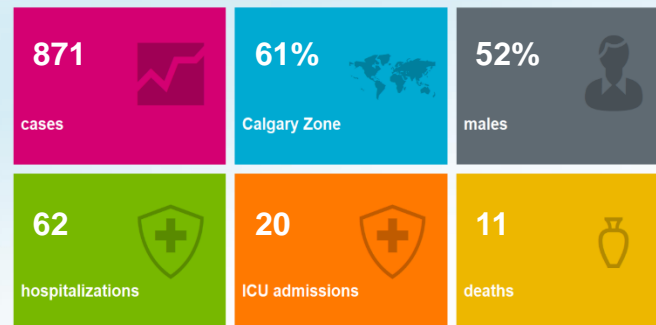 871
cases
61%
Calgary Zone
52%
males
62
hospitalizations
20
ICU admissions
11
deaths